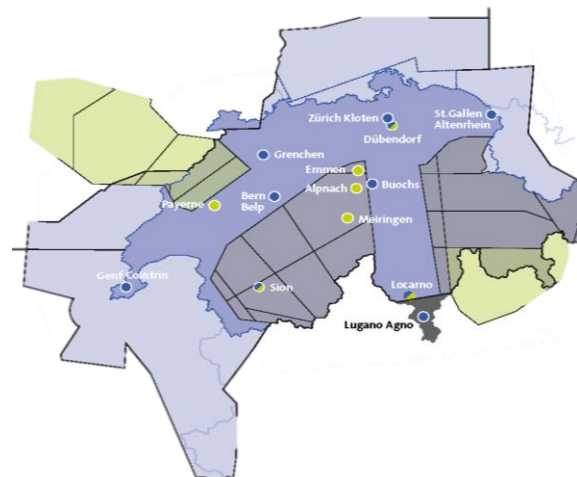 Zürich Kloten
St.Gallen
Altenrhein
Dübendorf
Grenchen
Emmen
Alpnach
Buochs
Bern
Belp
Payerne
Meiringen
Genf Cointrin
Sion
Locarno
Lugano Agno